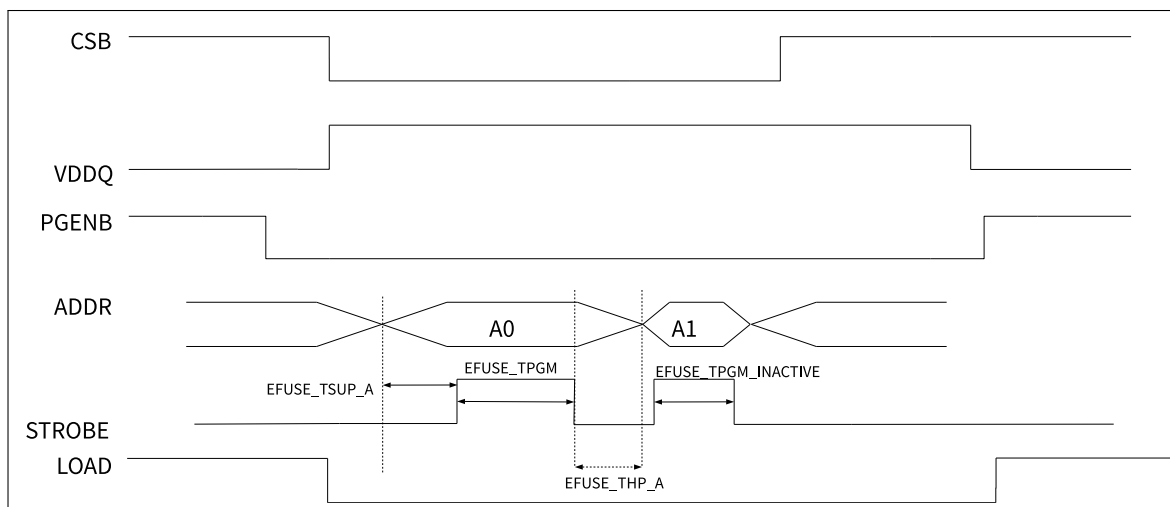 CSB
VDDQ
PGENB
ADDR
A0
A1
EFUSE_TPGM
EFUSE_TPGM_INACTIVE
EFUSE_TSUP_A
STROBE
LOAD
EFUSE_THP_A